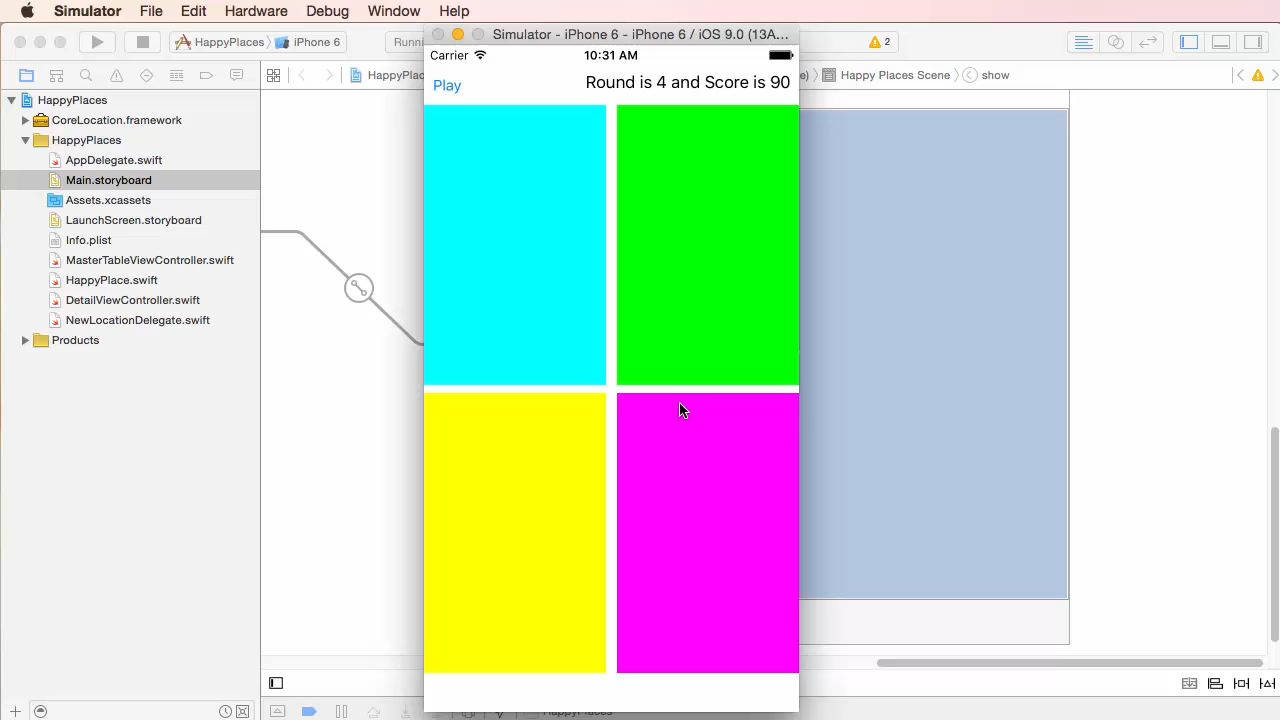 Simulator File Edit Hardware Debug Window Help
HappyPlaces iPhone 6
Simulator - iPhone 6 - iPhone 6 / iOS 9.0 (13A...
2
Carrier 10:31 AM
Play
Round is 4 and Score is 90
Happy Places Scene show
HappyPlaces
CoreLocation.framework
HappyPlaces
AppDelegate.swift
Main.storyboard
Assets.xcassets
LaunchScreen.storyboard
Info.plist
MasterTableViewController.swift
HappyPlace.swift
DetailViewController.swift
NewLocationDelegate.swift
Products